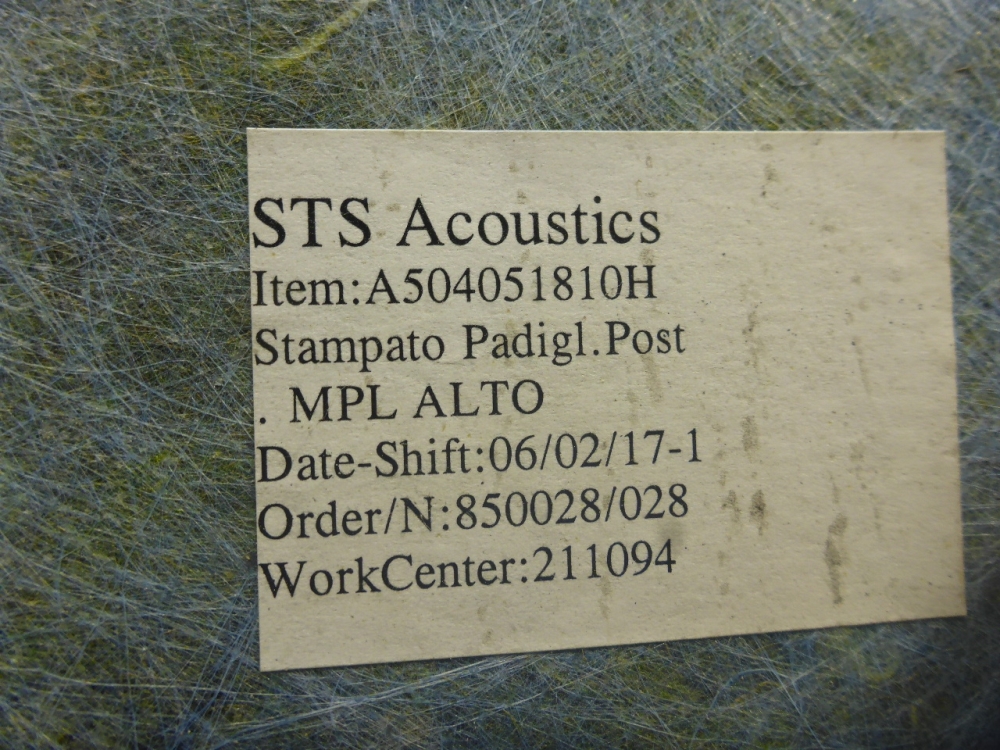 STS Acoustics
Item:A504051810H
Stampato Padigl.Post
. MPL ALTO
Date-Shift:06/02/17-1
Order/N:850028/028
WorkCenter:211094